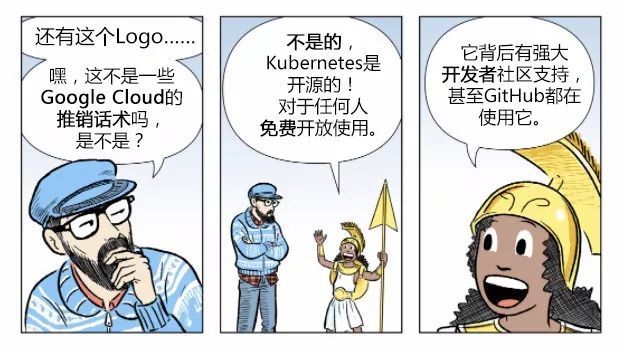 还有这个Logo……
嘿，这不是一些
Google Cloud的
推销话术吗，
是不是？
不是的，
Kubernetes是
开源的！
对于任何人
免费开放使用。
它背后有强大
开发者社区支持，
甚至GitHub都在
使用它。